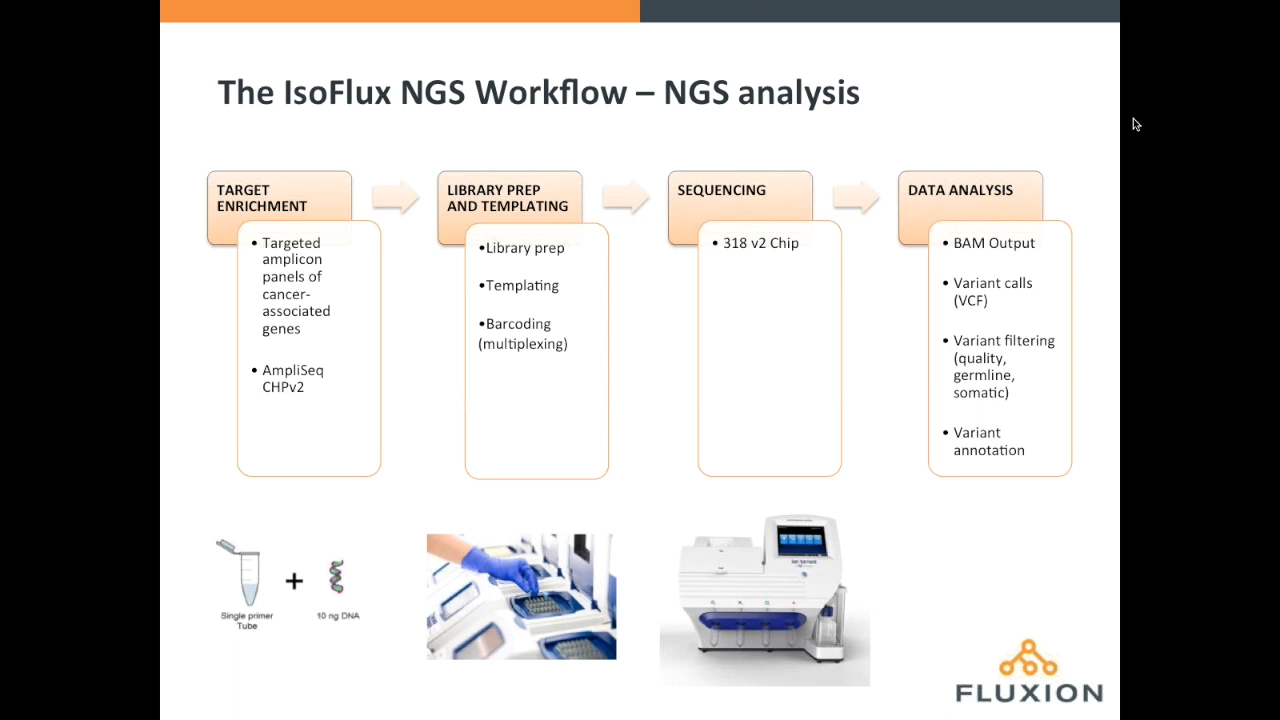 The IsoFlux NGS Workflow – NGS analysis
TARGET
ENRICHMENT
• Targeted
amplicon
panels of
cancer-
associated
genes
• AmpliSeq
CHPv2
LIBRARY PREP
AND TEMPLATING
•Library prep
•Templating
•Barcoding
(multiplexing)
SEQUENCING
• 318 v2 Chip
DATA ANALYSIS
• BAM Output
• Variant calls
(VCF)
• Variant filtering
(quality,
germline,
somatic)
• Variant
annotation
+
Single primer
Tube
10 ng DNA
ion torrent
FLUXION